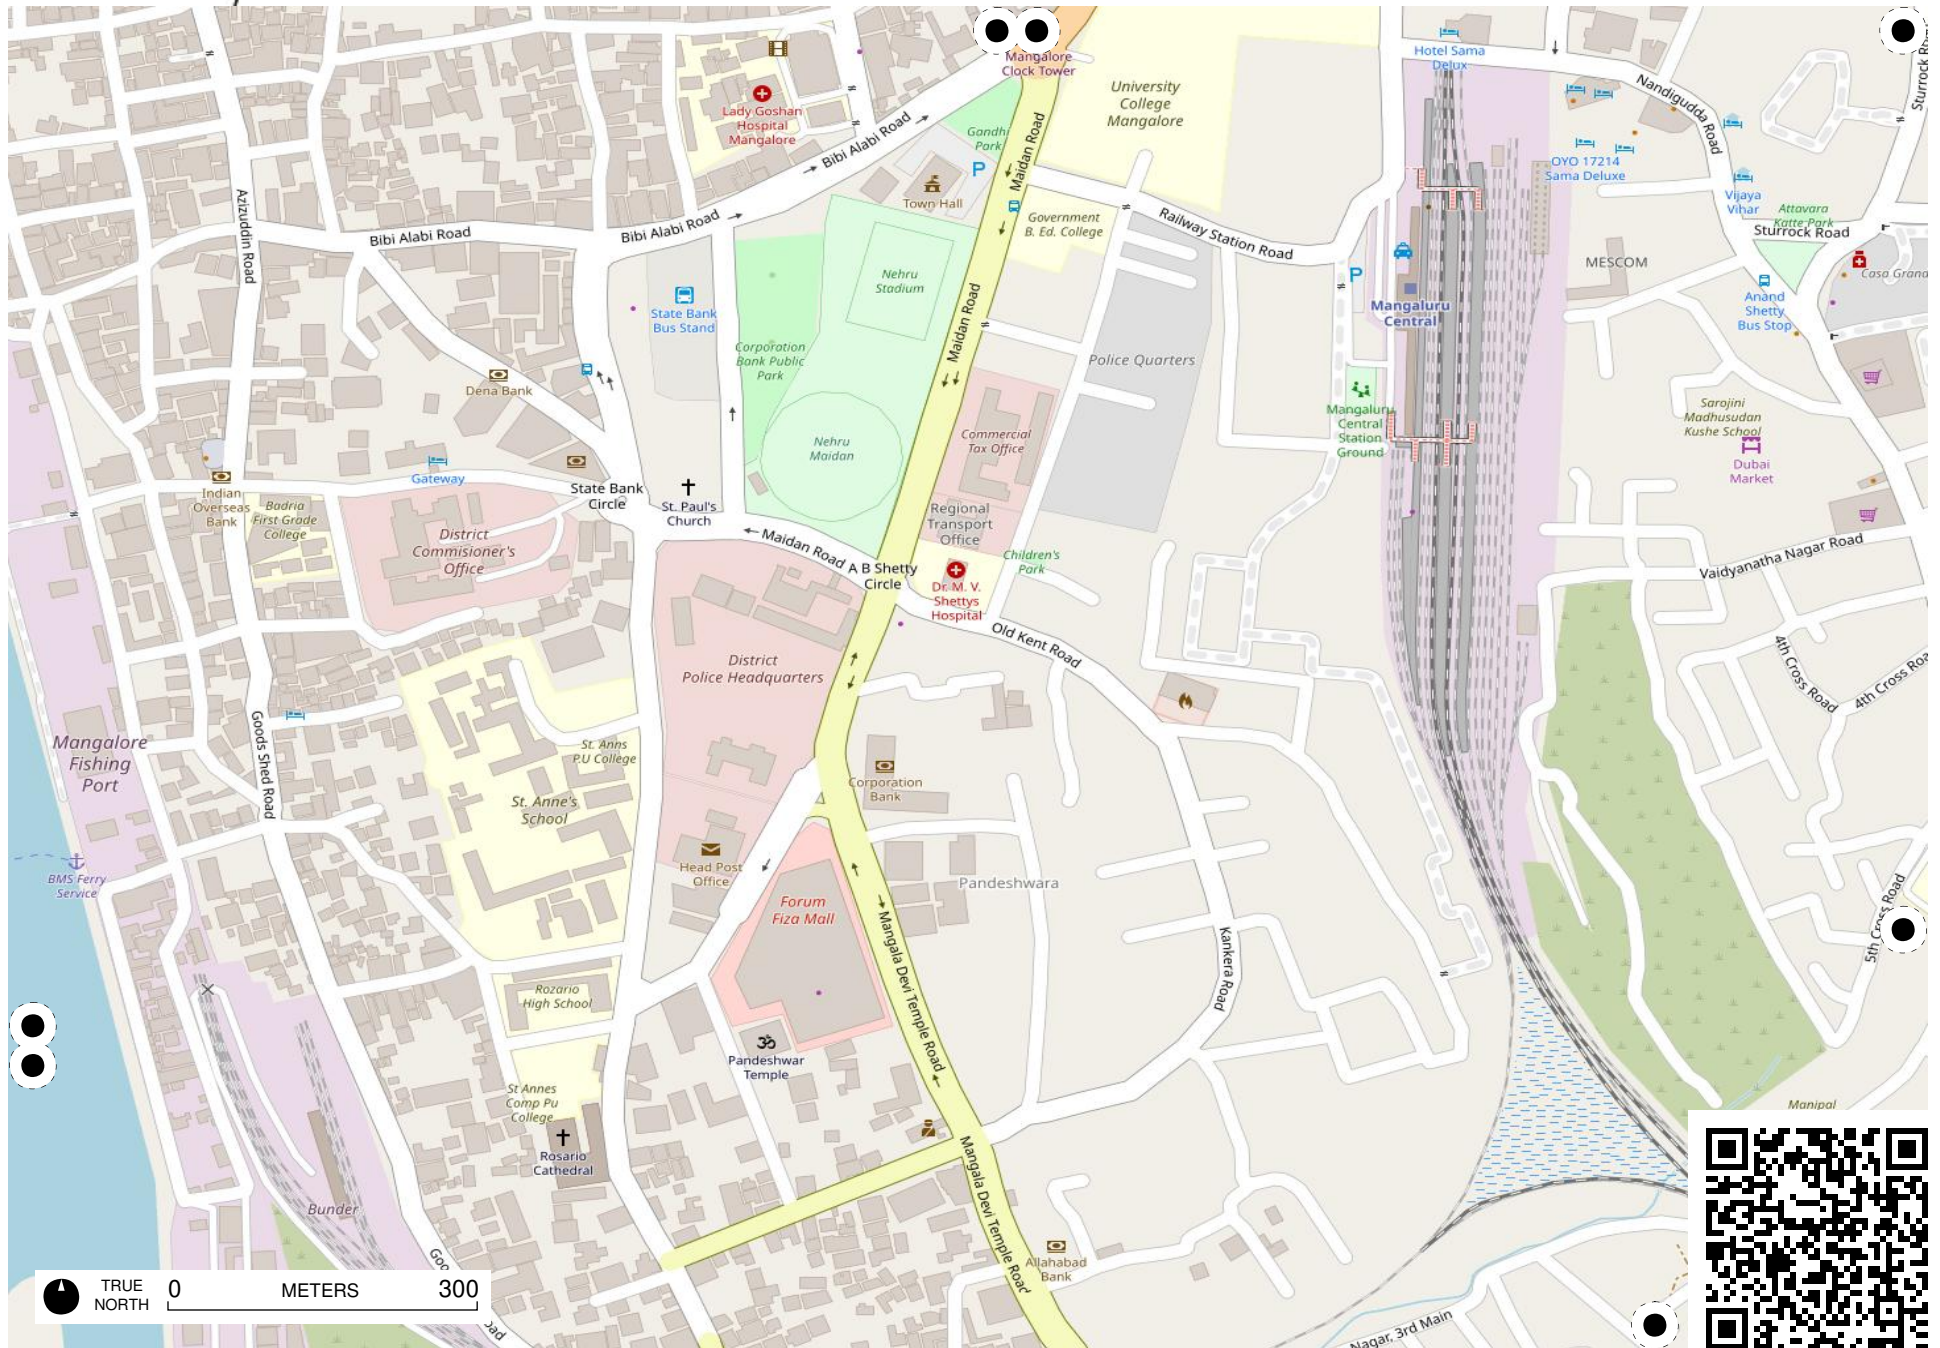 Mangalore
Clock Tower
Hotel Sama
Delux
Nandigudda Road
Sturrock Road
University
College
Mangalore
Lady Goshan
Hospital
Mangalore
Bibi Alabi Road
Gandhi
Park
Maidan Road
P
OYO 17214
Sama Deluxe
Vijaya
Vihar
Attavara
Katte Park
Sturrock Road
Town Hall
Government
B. Ed. College
Railway Station Road
Azizuddin Road
Bibi Alabi Road
Bibi Alabi Road
MESCOM
Casa Grand
P
Nehru
Stadium
State Bank
Bus Stand
Mangaluru
Central
Anand
Shetty
Bus Stop
Maidan Road
Corporation
Bank Public
Park
Police Quarters
Dena Bank
Mangaluru
Central
Station
Ground
Sarojini
Madhusudan
Kushe School
Nehru
Maidan
Commercial
Tax Office
Dubai
Market
Gateway
State Bank
Circle
Indian
Overseas
Bank
Badria
First Grade
College
St. Paul's
Church
Regional
Transport
Office
District
Commisioner's
Office
Maidan Road
A B Shetty
Circle
Children's
Park
Vaidyanatha Nagar Road
Dr. M. V.
Shettys
Hospital
Old Kent Road
4th Cross Road
4th Cross Roa
District
Police Headquarters
Goods Shed Road
Mangalore
Fishing
Port
St. Anns
P.U College
Corporation
Bank
St. Anne's
School
BMS Ferry
Service
Head Post
Office
Pandeshwara
Forum
Fiza Mall
5th Cross Road
Mangala Devi Temple Road
Kankera Road
Rozario
High School
ॐ
Pandeshwar
Temple
St Annes
Comp Pu
College
Manipal
Rosario
Cathedral
Mangala Devi Temple Road
Bunder
Allahabad
Bank
Goo
oad
TRUE
NORTH
0 METERS 300
Nagar, 3rd Main